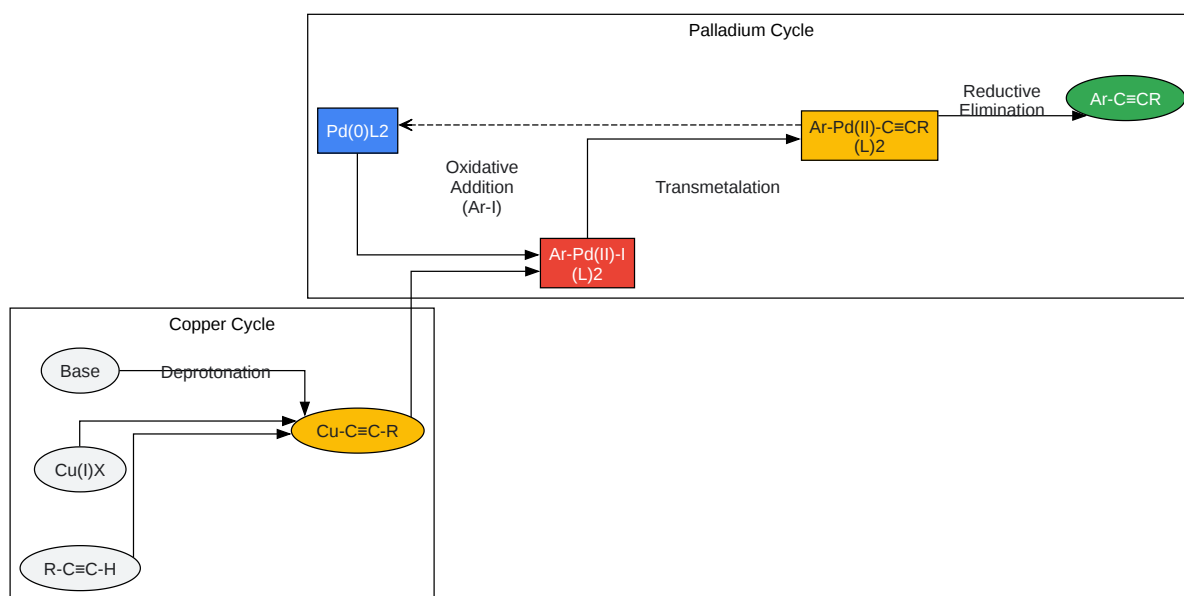 Palladium Cycle
Pd(0)L2
Oxidative
Addition
(Ar-I)
Ar-Pd(II)-I
(L)2
Transmetalation
Ar-Pd(II)-C≡CR
(L)2
Reductive
Elimination
Ar-C≡CR
Copper Cycle
Base
Deprotonation
Cu(I)X
Cu-C≡C-R
R-C≡C-H